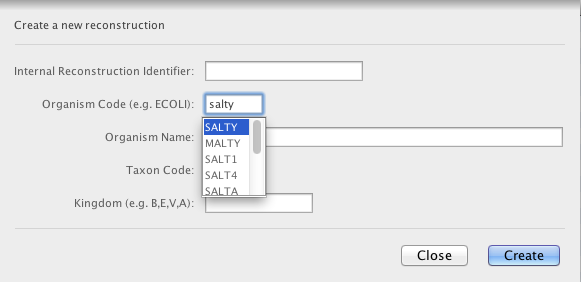 Create a new reconstruction
Internal Reconstruction Identifier:
Organism Code (e.g. ECOLI): salty
SALTY
Organism Name:
MALTY
SALT1
Taxon Code:
SALT4
SALTA
Kingdom (e.g. B,E,V,A):
Close Create